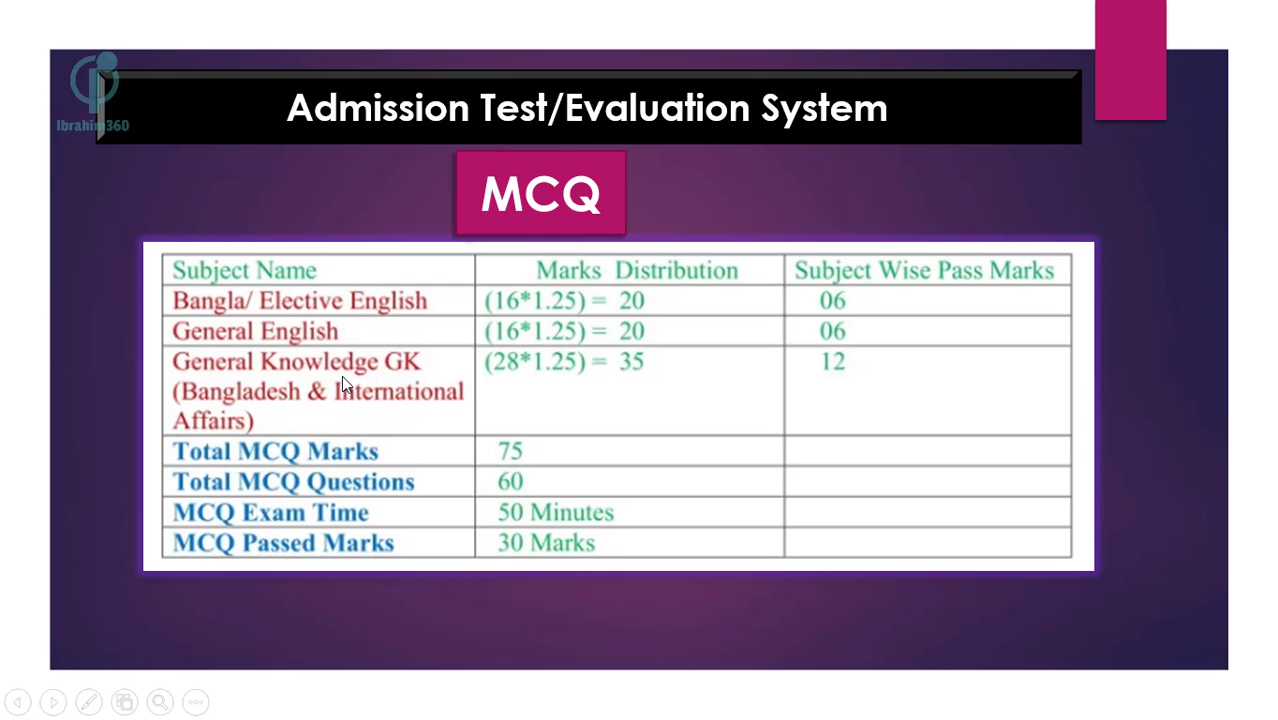 Ibrahim360
Admission Test/Evaluation System
MCQ
Subject Name Marks Distribution Subject Wise Pass Marks
Bangla/ Elective English (16*1.25) = 20 06
General English (16*1.25) = 20 06
General Knowledge GK (28*1.25) = 35 12
(Bangladesh & International
Affairs)
Total MCQ Marks 75
Total MCQ Questions 60
MCQ Exam Time 50 Minutes
MCQ Passed Marks 30 Marks